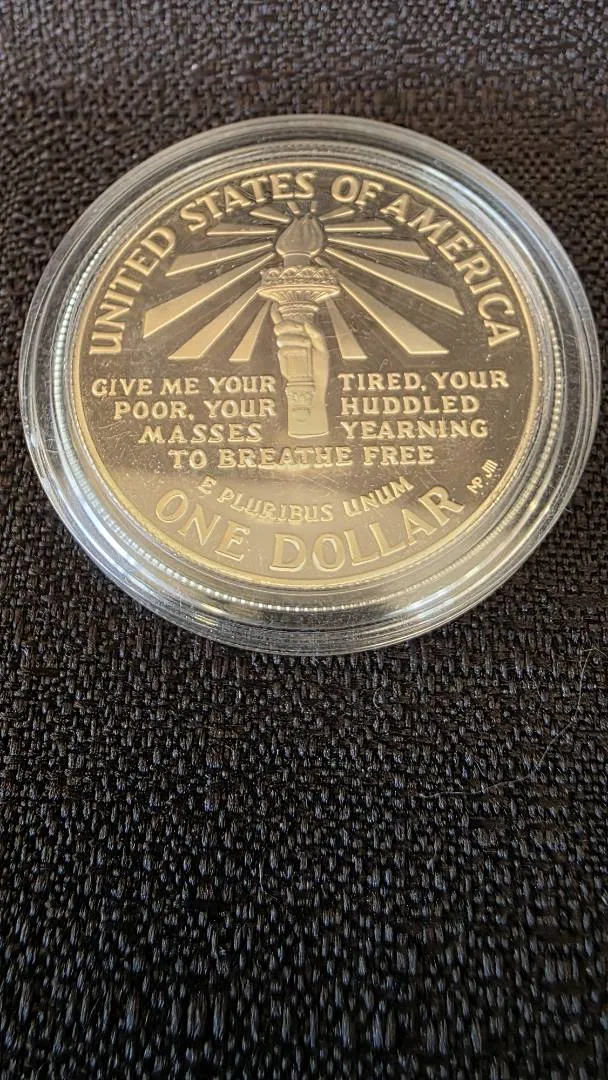 UNITED STATES OF AMERICA
GIVE ME YOUR TIRED, YOUR
POOR, YOUR HUDDLED
MASSES YEARNING
TO BREATHE FREE
E PLURIBUS UNUM
ONE DOLLAR